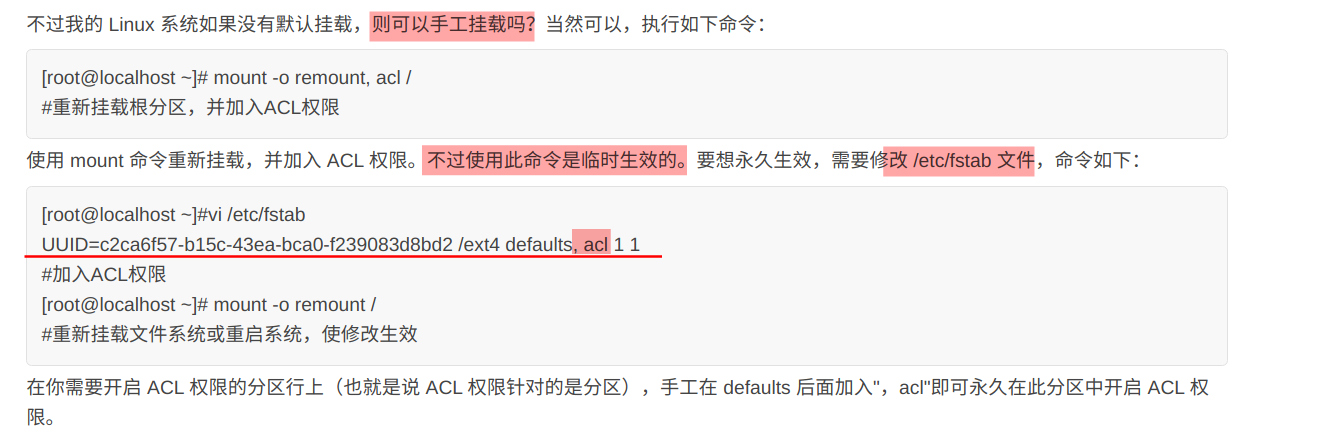 不过我的 Linux 系统如果没有默认挂载，则可以手工挂载吗？当然可以，执行如下命令：
[root@localhost ~]# mount -o remount, acl /
#重新挂载根分区，并加入ACL权限
使用 mount 命令重新挂载，并加入 ACL 权限。不过使用此命令是临时生效的。要想永久生效，需要修改 /etc/fstab 文件，命令如下：
[root@localhost ~]#vi /etc/fstab
UUID=c2ca6f57-b15c-43ea-bca0-f239083d8bd2 /ext4 defaults, acl 1 1
#加入ACL权限
[root@localhost ~]# mount -o remount /
#重新挂载文件系统或重启系统，使修改生效
在你需要开启 ACL 权限的分区行上（也就是说 ACL 权限针对的是分区），手工在 defaults 后面加入"，acl"即可永久在此分区中开启 ACL 权
限。